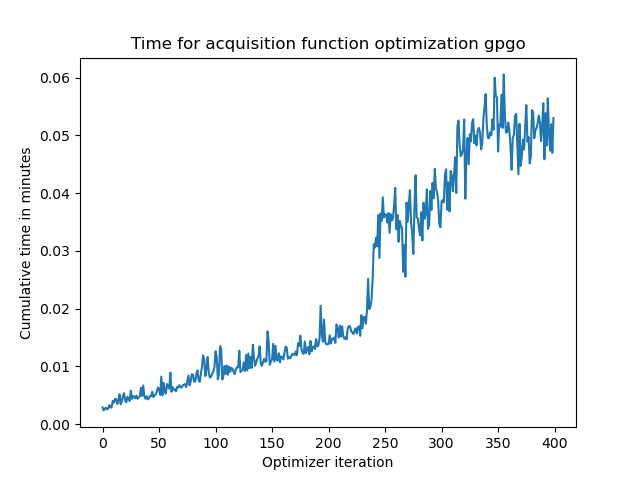 Time for acquisition function optimization gpgo
0.06
0.05
0.04
0.03
0.02
0.01
0.00
Cumulative time in minutes
0 50 100 150 200 250 300 350 400
Optimizer iteration